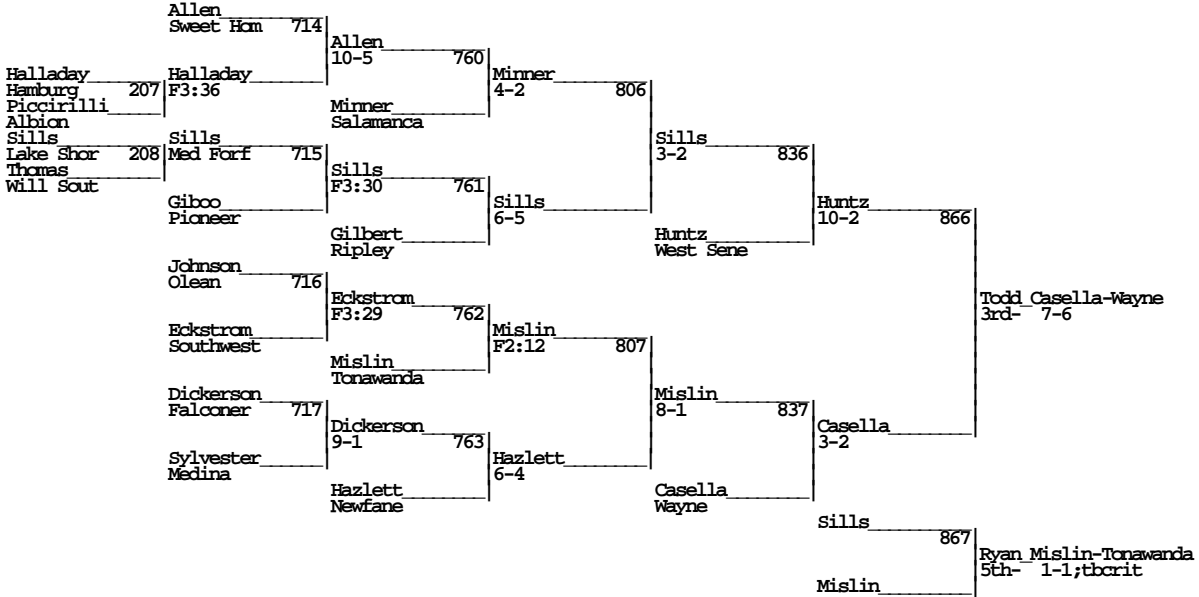 Allen
Sweet Hom 714
Allen
10-5 760
Halladay Halladay Minner
Hamburg 207 F3:36 4-2 806
Piccirilli Minner
Albion Salamanca
Sills Sills Sills
Lake Shor 208 Med Forf 715 3-2 836
Thomas Sills
Will Sout F3:30 761
Giboo Sills Huntz
Pioneer 6-5 10-2 866
Gilbert Huntz
Ripley West Sene
Johnson
Olean 716
Eckstrom Todd Casella-Wayne
F3:29 762 3rd- 7-6
Eckstrom Mislin
Southwest F2:12 807
Mislin
Tonawanda
Dickerson Mislin
Falconer 717 8-1 837
Dickerson Casella
9-1 763 3-2
Sylvester Hazlett
Medina 6-4
Hazlett Casella
Newfane Wayne
Sills
867
Ryan Mislin-Tonawanda
5th- 1-1;tbcrit
Mislin